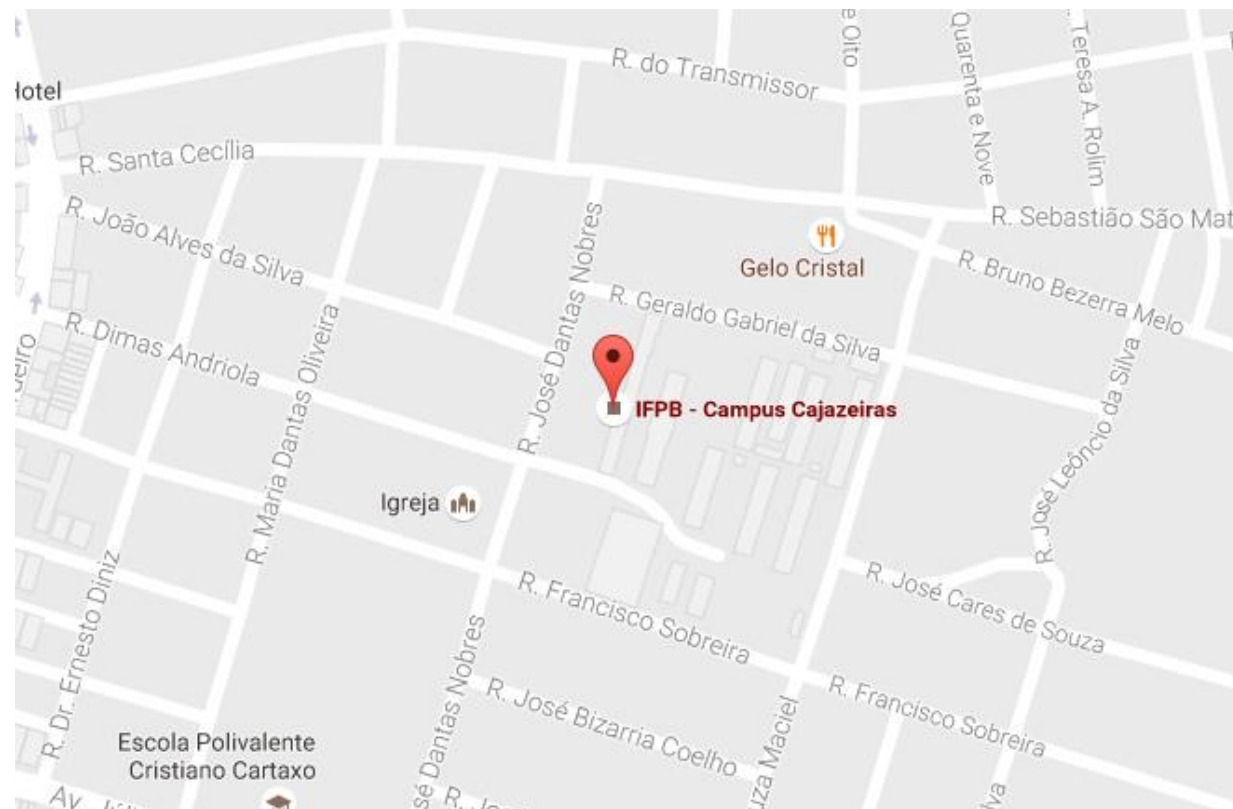 R. do Transmissor
e Oito
Quarenta e Nove
Teresa A. Rolim
Hotel
R. Santa Cecília
R. João Alves da Silva
R. José Dantas Nobres
Gelo Cristal
R. Sebastião São Mat
R. Bruno Bezerra Melo
R. Geraldo Gabriel da Silva
R. Dimas Andriola
R. Maria Dantas Oliveira
IFPB - Campus Cajazeiras
R. José Leôncio da Silva
Igreja
R. Dr. Ernesto Diniz
R. José Cares de Souza
R. Francisco Sobreira
R. José Dantas Nobres
R. José Bizarria Coelho
R. Francisco Sobreira
uza Maciel
Escola Polivalente
Cristiano Cartaxo